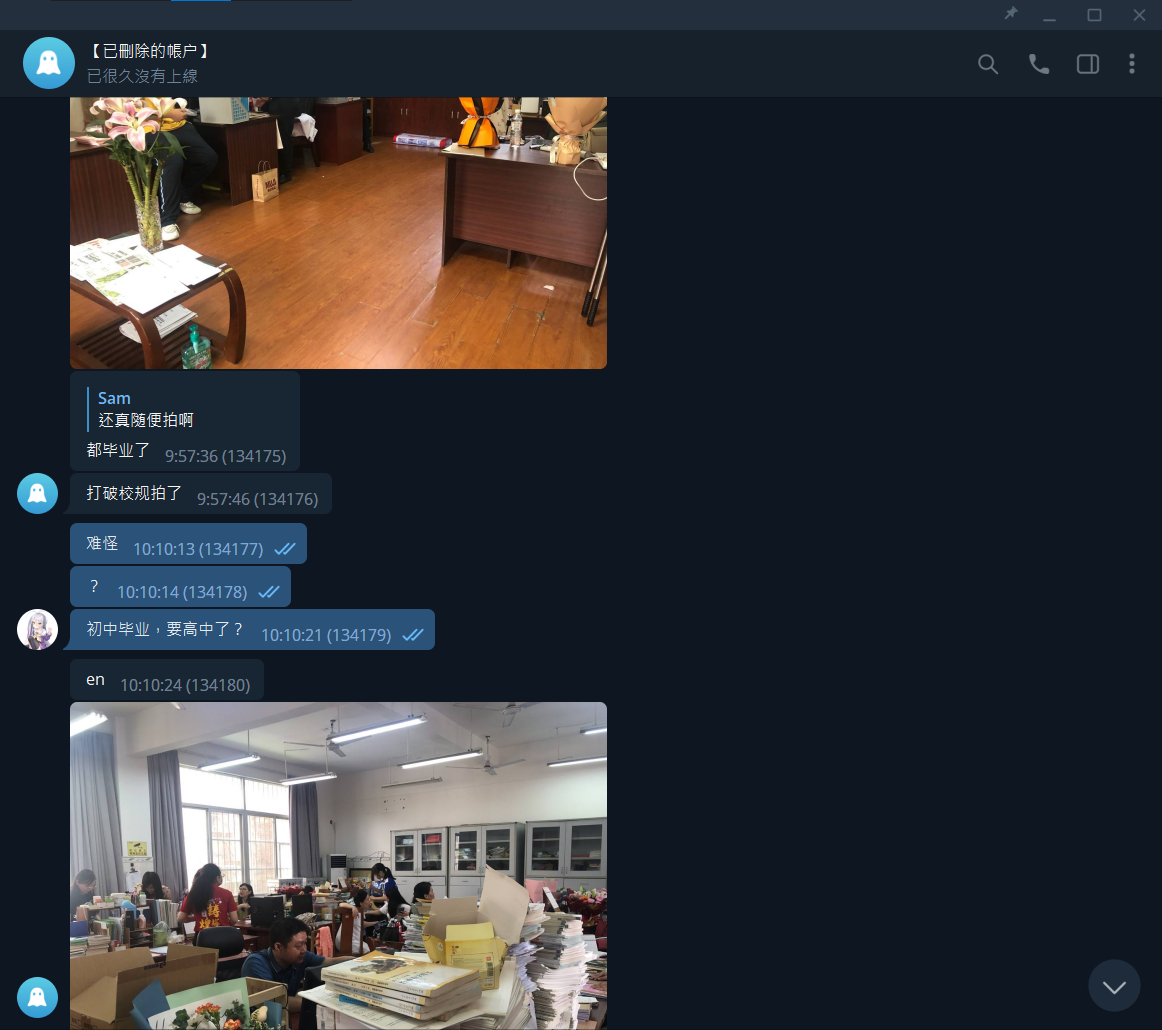 【已刪除的帳户】
已很久沒有上線
Sam
还真随便拍啊
都毕业了 9:57:36 (134175)
打破校规拍了 9:57:46 (134176)
难怪 10:10:13 (134177)
？ 10:10:14 (134178)
初中毕业，要高中了？ 10:10:21 (134179)
en 10:10:24 (134180)